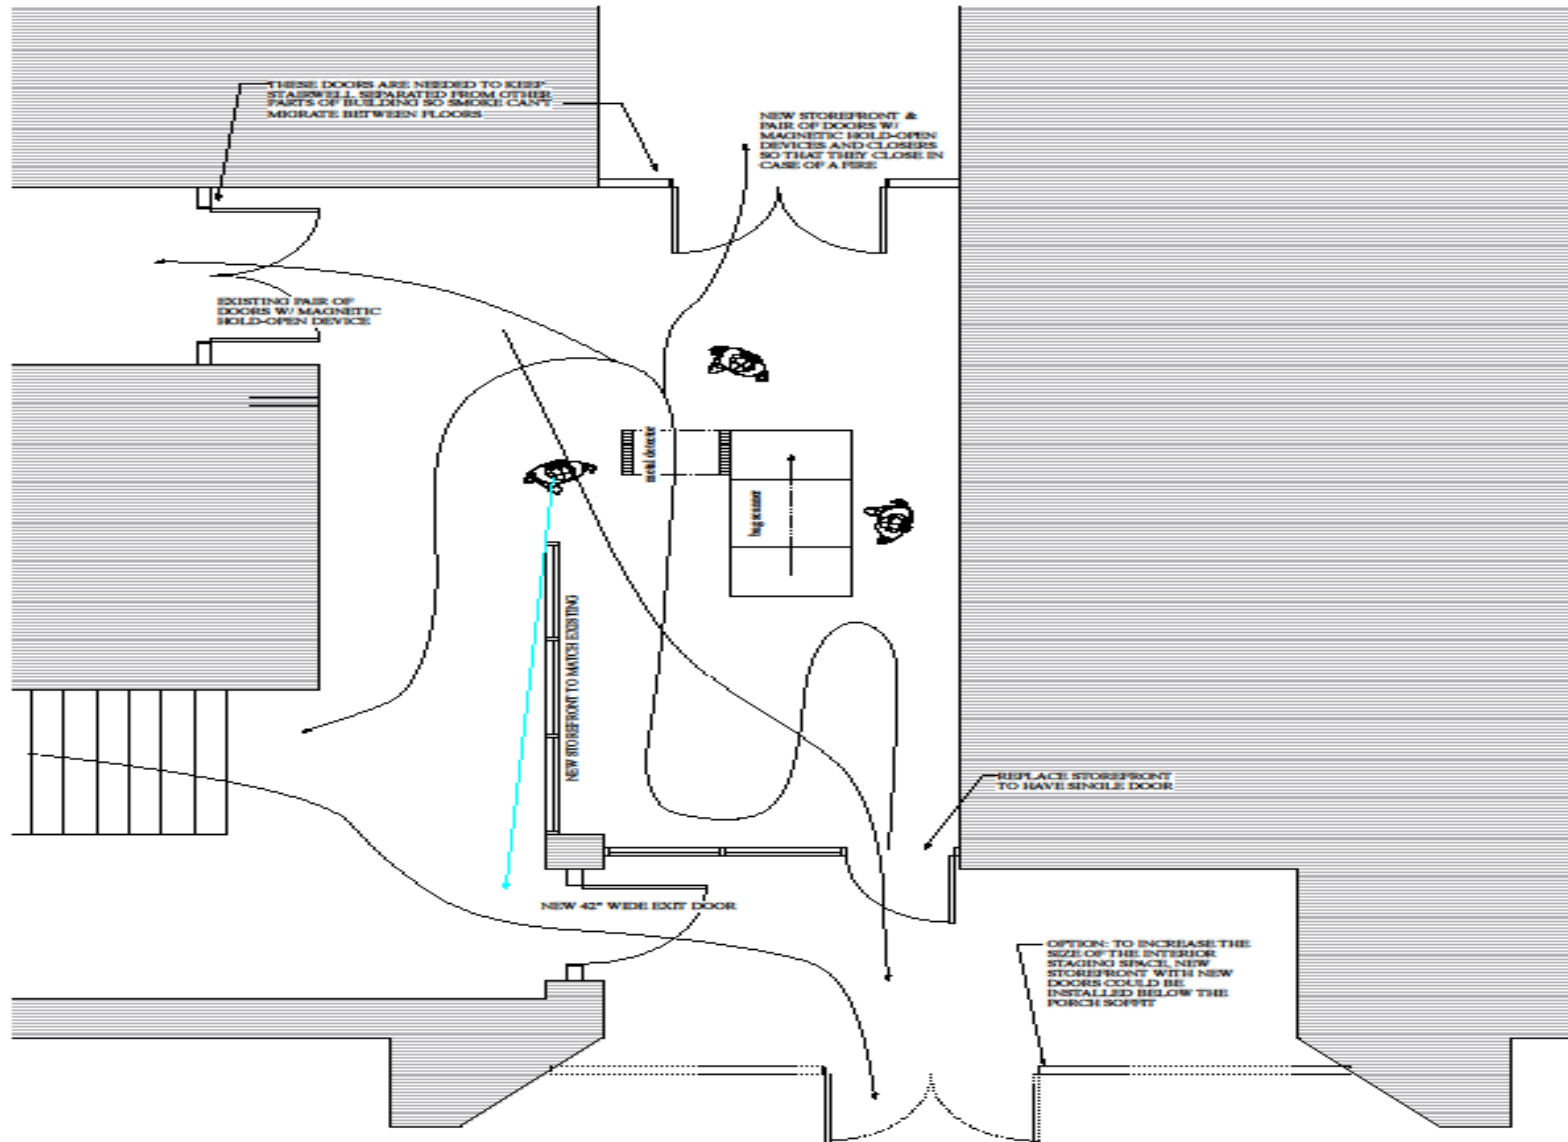 THESE DOORS ARE NEEDED TO KEEP
STAIRWELL SEPARATED FROM OTHER
PARTS OF BUILDING SO SMOKE CAN'T
MIGRATE BETWEEN FLOORS
NEW STOREFRONT &
PAIR OF DOORS W/
MAGNETIC HOLD-OPEN
DEVICES AND CLOSERS
SO THAT THEY CLOSE IN
CASE OF A FIRE
EXISTING PAIR OF
DOORS W/ MAGNETIC
HOLD-OPEN DEVICE
metal detector
bag scanner
NEW STOREFRONT TO MATCH EXISTING
REPLACE STOREFRONT
TO HAVE SINGLE DOOR
NEW 42" WIDE EXIT DOOR
OPTION: TO INCREASE THE
SIZE OF THE INTERIOR
STAGING SPACE, NEW
STOREFRONT WITH NEW
DOORS COULD BE
INSTALLED BELOW THE
PORCH SOFFIT